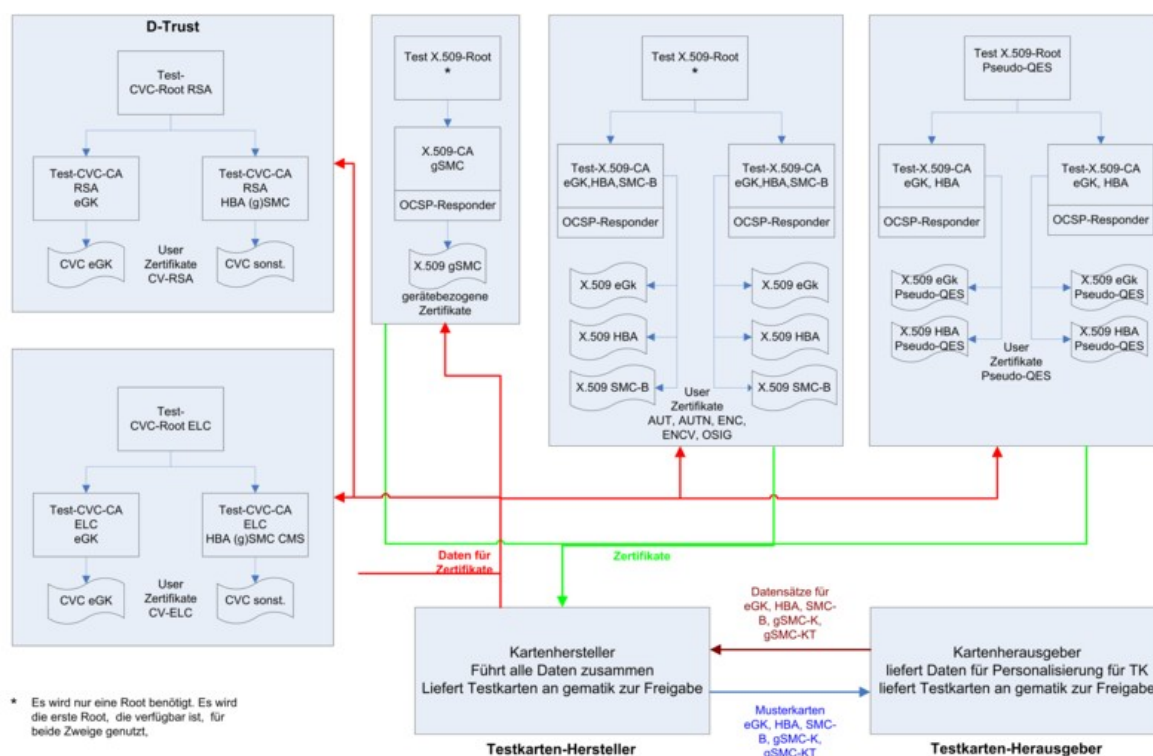 D-Trust
Test-
CVC-Root RSA
Test-CVC-CA
RSA
eGK
Test-CVC-CA
RSA
HBA (g)SMC
CVC eGK
User
Zertifikate
CV-RSA
CVC sonst.
Test-
CVC-Root ELC
Test-CVC-CA
ELC
eGK
Test-CVC-CA
ELC
HBA (g)SMC CMS
CVC eGK
User
Zertifikate
CV-ELC
CVC sonst.
Test X.509-Root
*
X.509-CA
gSMC
OCSP-Responder
X.509 gSMC
gerätebezogene
Zertifikate
Test X.509-Root
*
Test-X.509-CA
eGK,HBA,SMC-B
OCSP-Responder
Test-X.509-CA
eGK,HBA,SMC-B
OCSP-Responder
X.509 eGk
X.509 eGk
X.509 HBA
X.509 HBA
X.509 SMC-B
X.509 SMC-B
User
Zertifikate
AUT, AUTN, ENC,
ENCV, OSIG
Test X.509-Root
Pseudo-QES
Test-X.509-CA
eGK, HBA
OCSP-Responder
Test-X.509-CA
eGK, HBA
OCSP-Responder
X.509 eGk
Pseudo-QES
X.509 eGk
Pseudo-QES
X.509 HBA
Pseudo-QES
X.509 HBA
Pseudo-QES
User
Zertifikate
Pseudo-QES
Daten für
Zertifikate
Zertifikate
Datensätze für
eGK, HBA, SMC-
B, gSMC-K,
gSMC-KT
Kartenhersteller
Führt alle Daten zusammen
Liefert Testkarten an gematik zur Freigabe
Kartenherausgeber
liefert Daten für Personalisierung für TK
liefert Testkarten an gematik zur Freigabe
Musterkarten
eGK, HBA, SMC-
B, gSMC-K,
gSMC-KT
Testkarten-Hersteller
Testkarten-Herausgeber
* Es wird nur eine Root benötigt. Es wird
die erste Root, die verfügbar ist, für
beide Zweige genutzt,